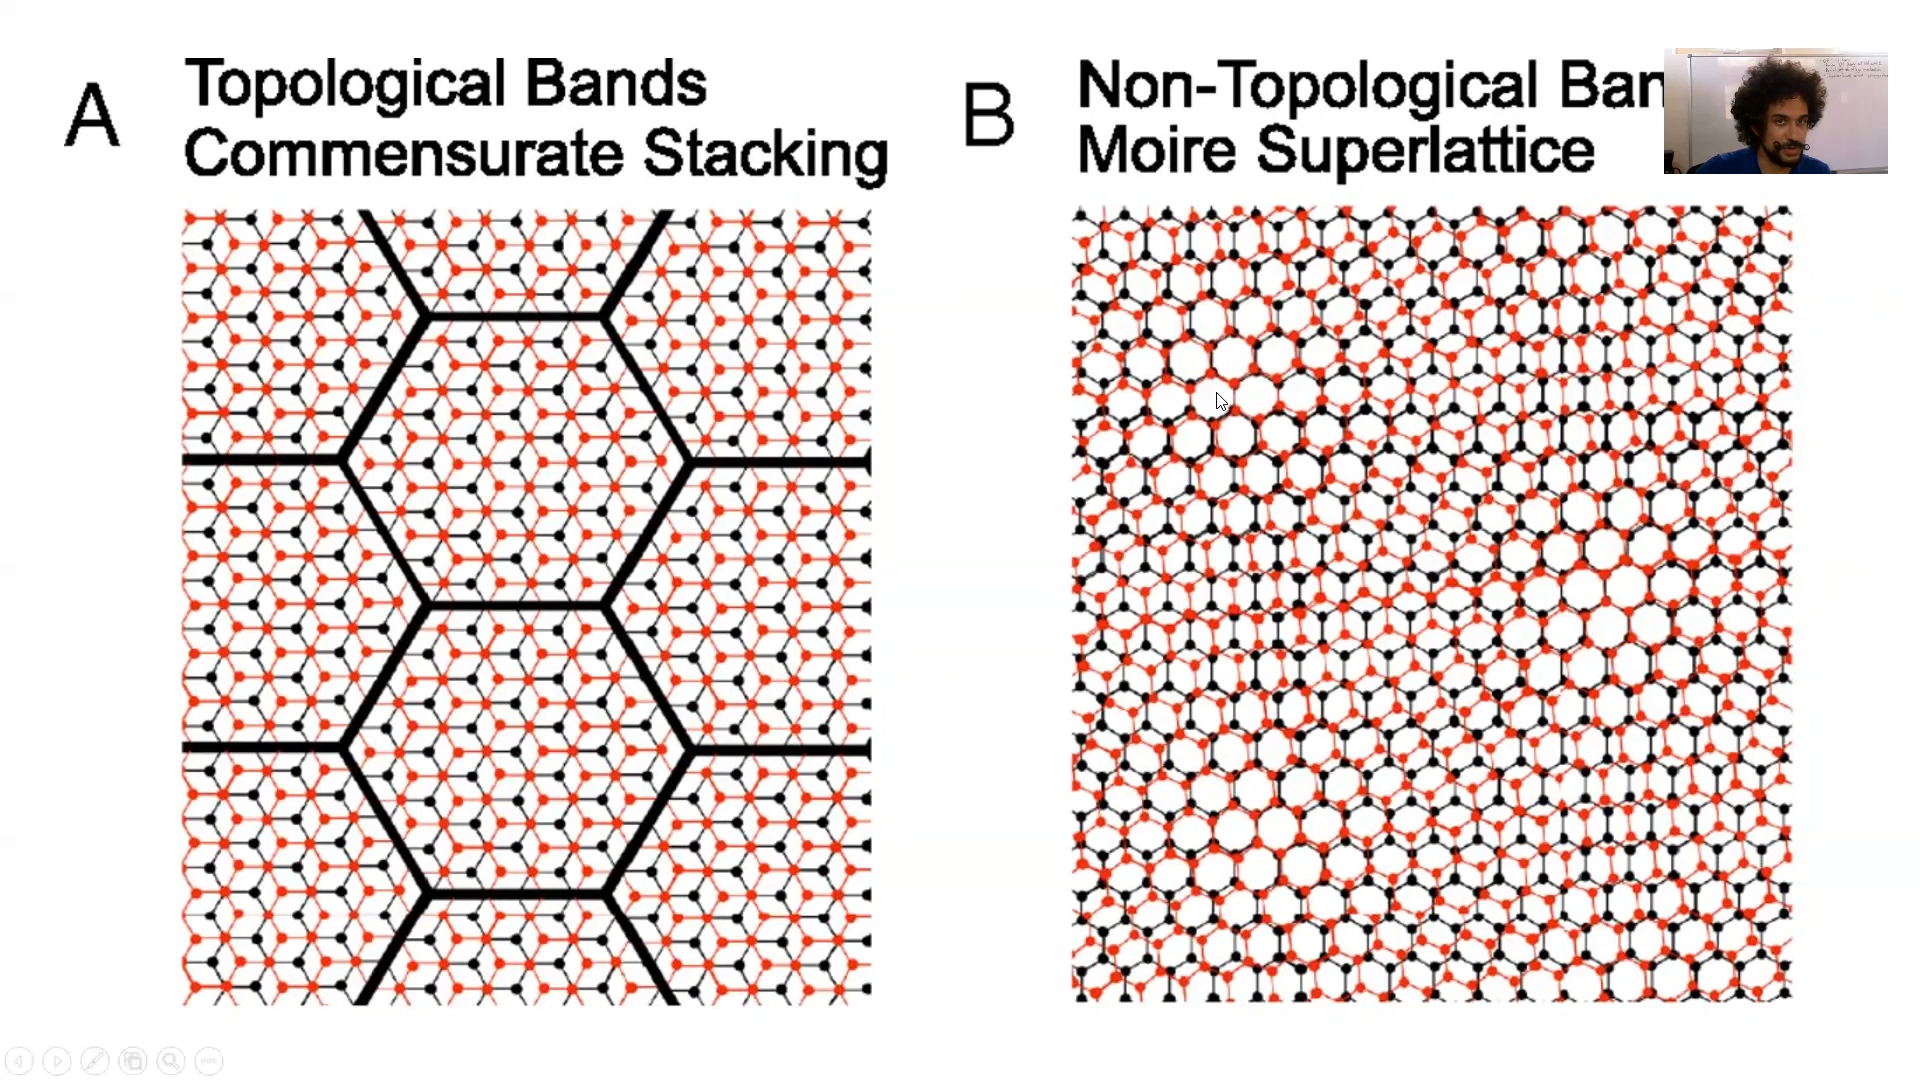 A
Topological Bands
Commensurate Stacking
B
Non-Topological Ban
Moire Superlattice